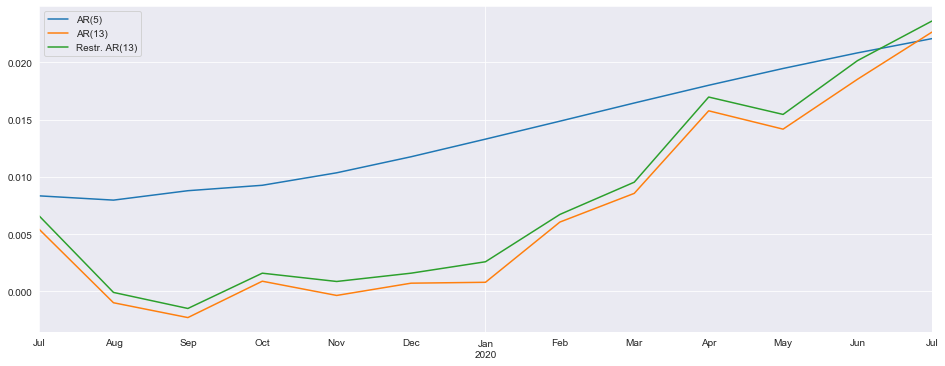 AR(5)
AR(13)
Restr. AR(13)
0.020
0.015
0.010
0.005
0.000
Jul Aug Sep Oct Nov Dec Jan Feb Mar Apr May Jun Jul
2020